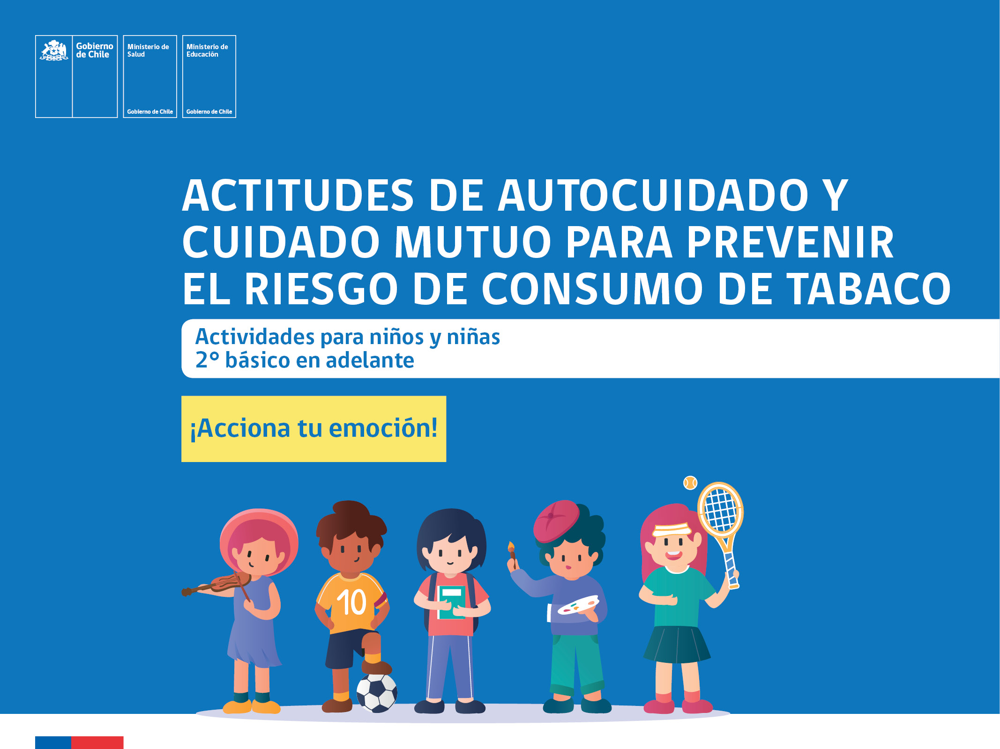 Gobierno
de Chile
Ministerio de
Salud
Gobierno de Chile
Ministerio de
Educación
Gobierno de Chile
ACTITUDES DE AUTOCUIDADO Y
CUIDADO MUTUO PARA PREVENIR
EL RIESGO DE CONSUMO DE TABACO
Actividades para niños y niñas
2° básico en adelante
¡Acciona tu emoción!
10